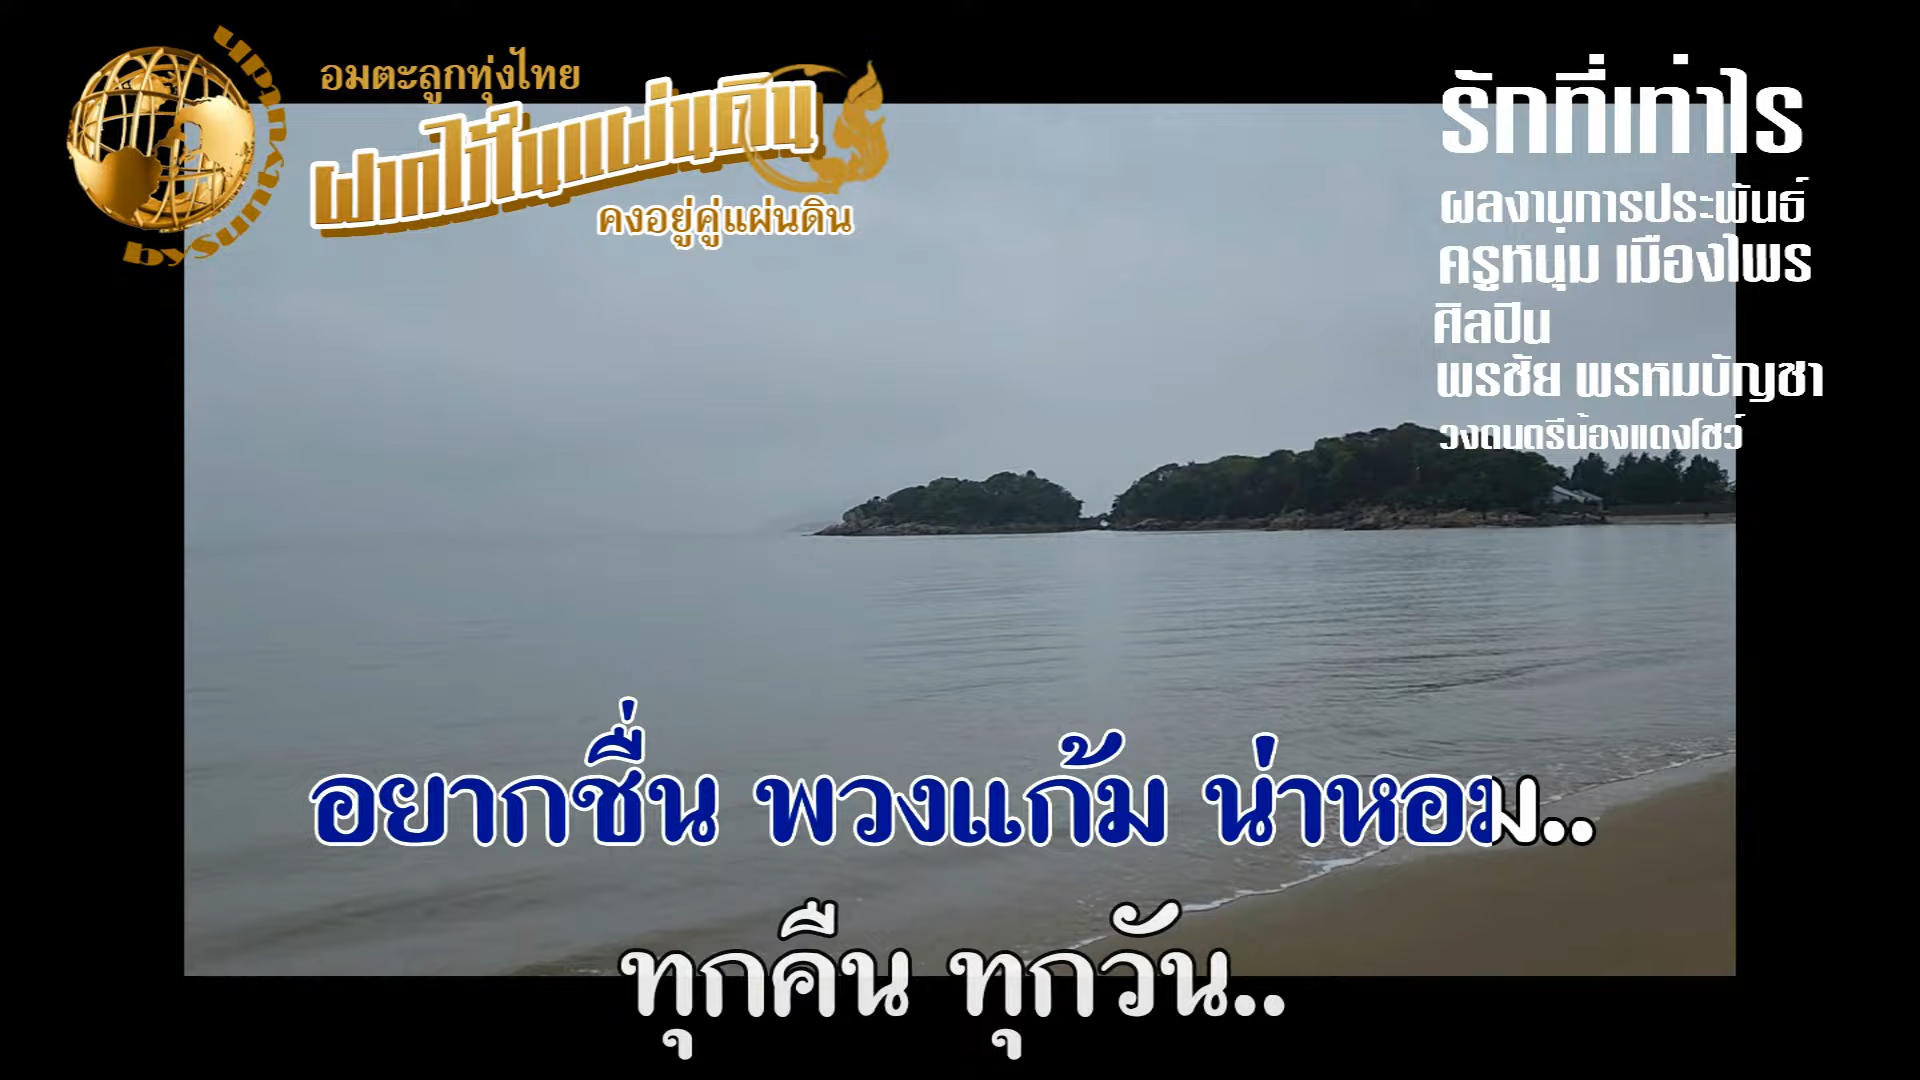 อมตะลูกทุ่งไทย
ฝากไว้ในแผ่นดิน
คงอยู่คู่แผ่นดิน
รักที่เท่าไร
ผลงานการประพันธ์
ครูหนุ่ม เมืองไพร
ศิลปิน
พรชัย พรหมบัญชา
วงดนตรีน้องแดงโชว์
อยากชื่น พวงแก้ม น่าหอม..
ทุกคืน ทุกวัน..